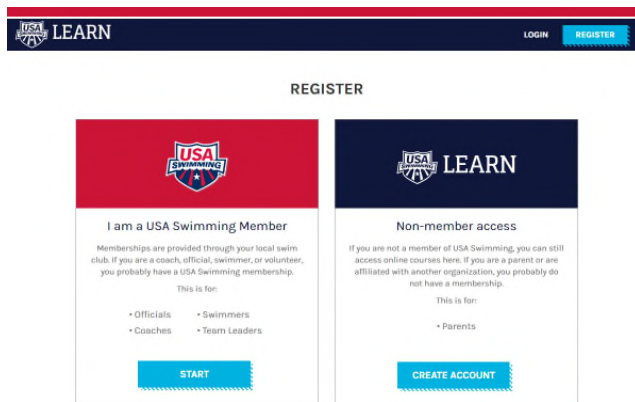 USA LEARN
LOGIN
REGISTER
REGISTER
USA
SWIMMING
USA LEARN
I am a USA Swimming Member
Memberships are provided through your local swim
club. If you are a coach, official, swimmer, or volunteer,
you probably have a USA Swimming membership.
This is for:
• Officials
• Swimmers
• Coaches
• Team Leaders
START
Non-member access
If you are not a member of USA Swimming, you can still
access online courses here. If you are a parent or are
affiliated with another organization, you probably do
not have a membership.
This is for:
• Parents
CREATE ACCOUNT